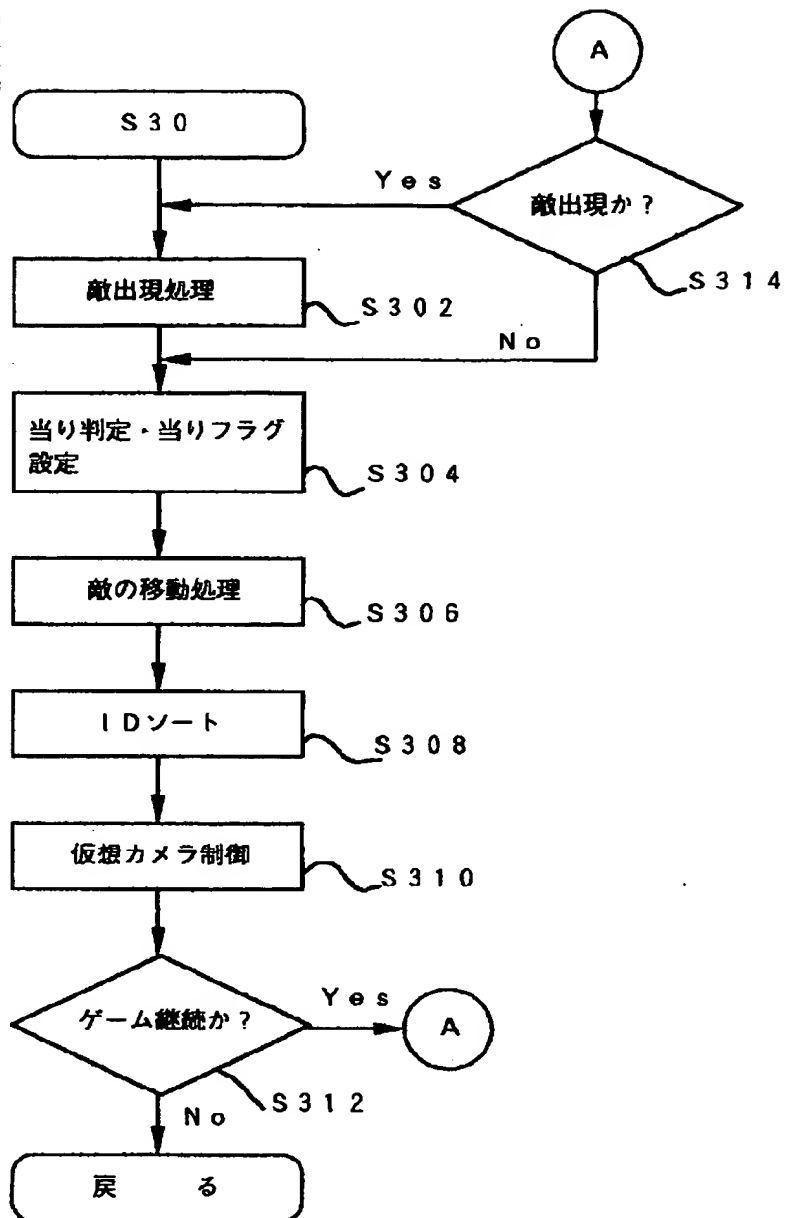 A
S30
Yes
敵出現か?
S314
敵出現処理
S302
No
当り判定・当りフラグ
設定
S304
敵の移動処理
S306
IDソート
S308
仮想カメラ制御
S310
ゲーム継続か?
Yes
A
S312
No
戻 る